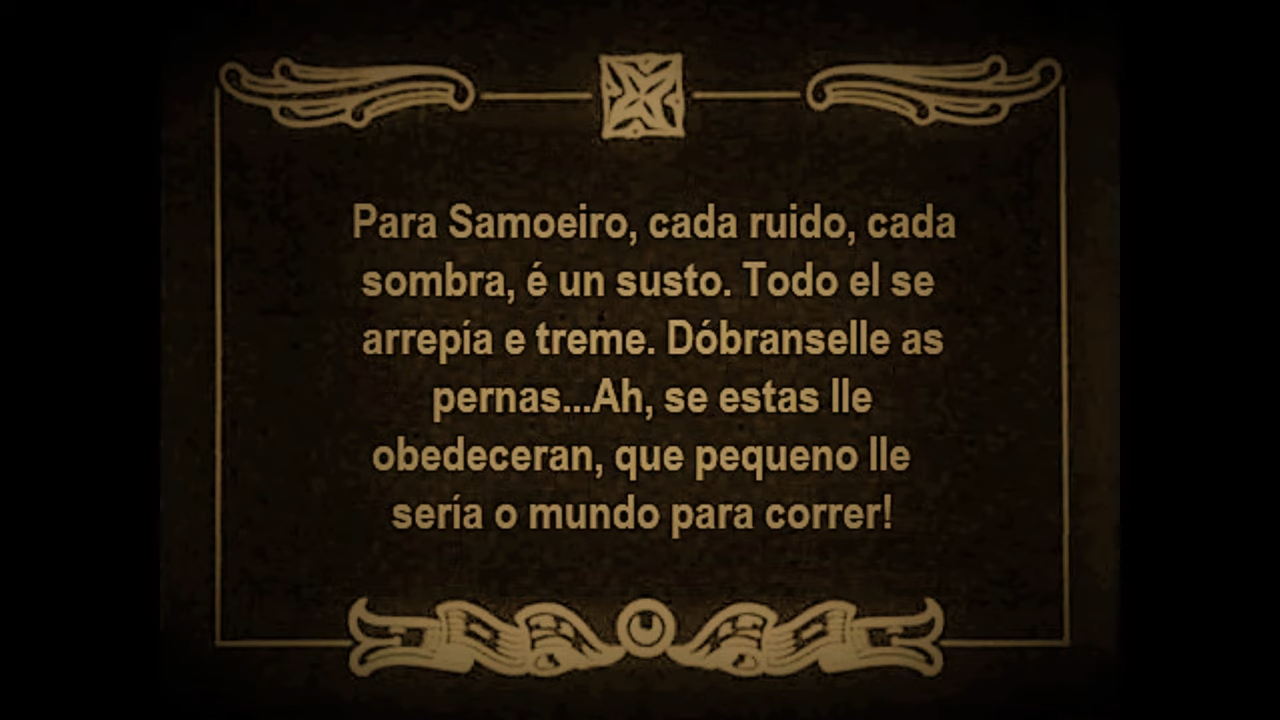 Para Samoeiro, cada ruido, cada
sombra, é un susto. Todo el se
arrepía e treme. Dóbranselle as
pernas...Ah, se estas lle
obedeceran, que pequeno lle
sería o mundo para correr!